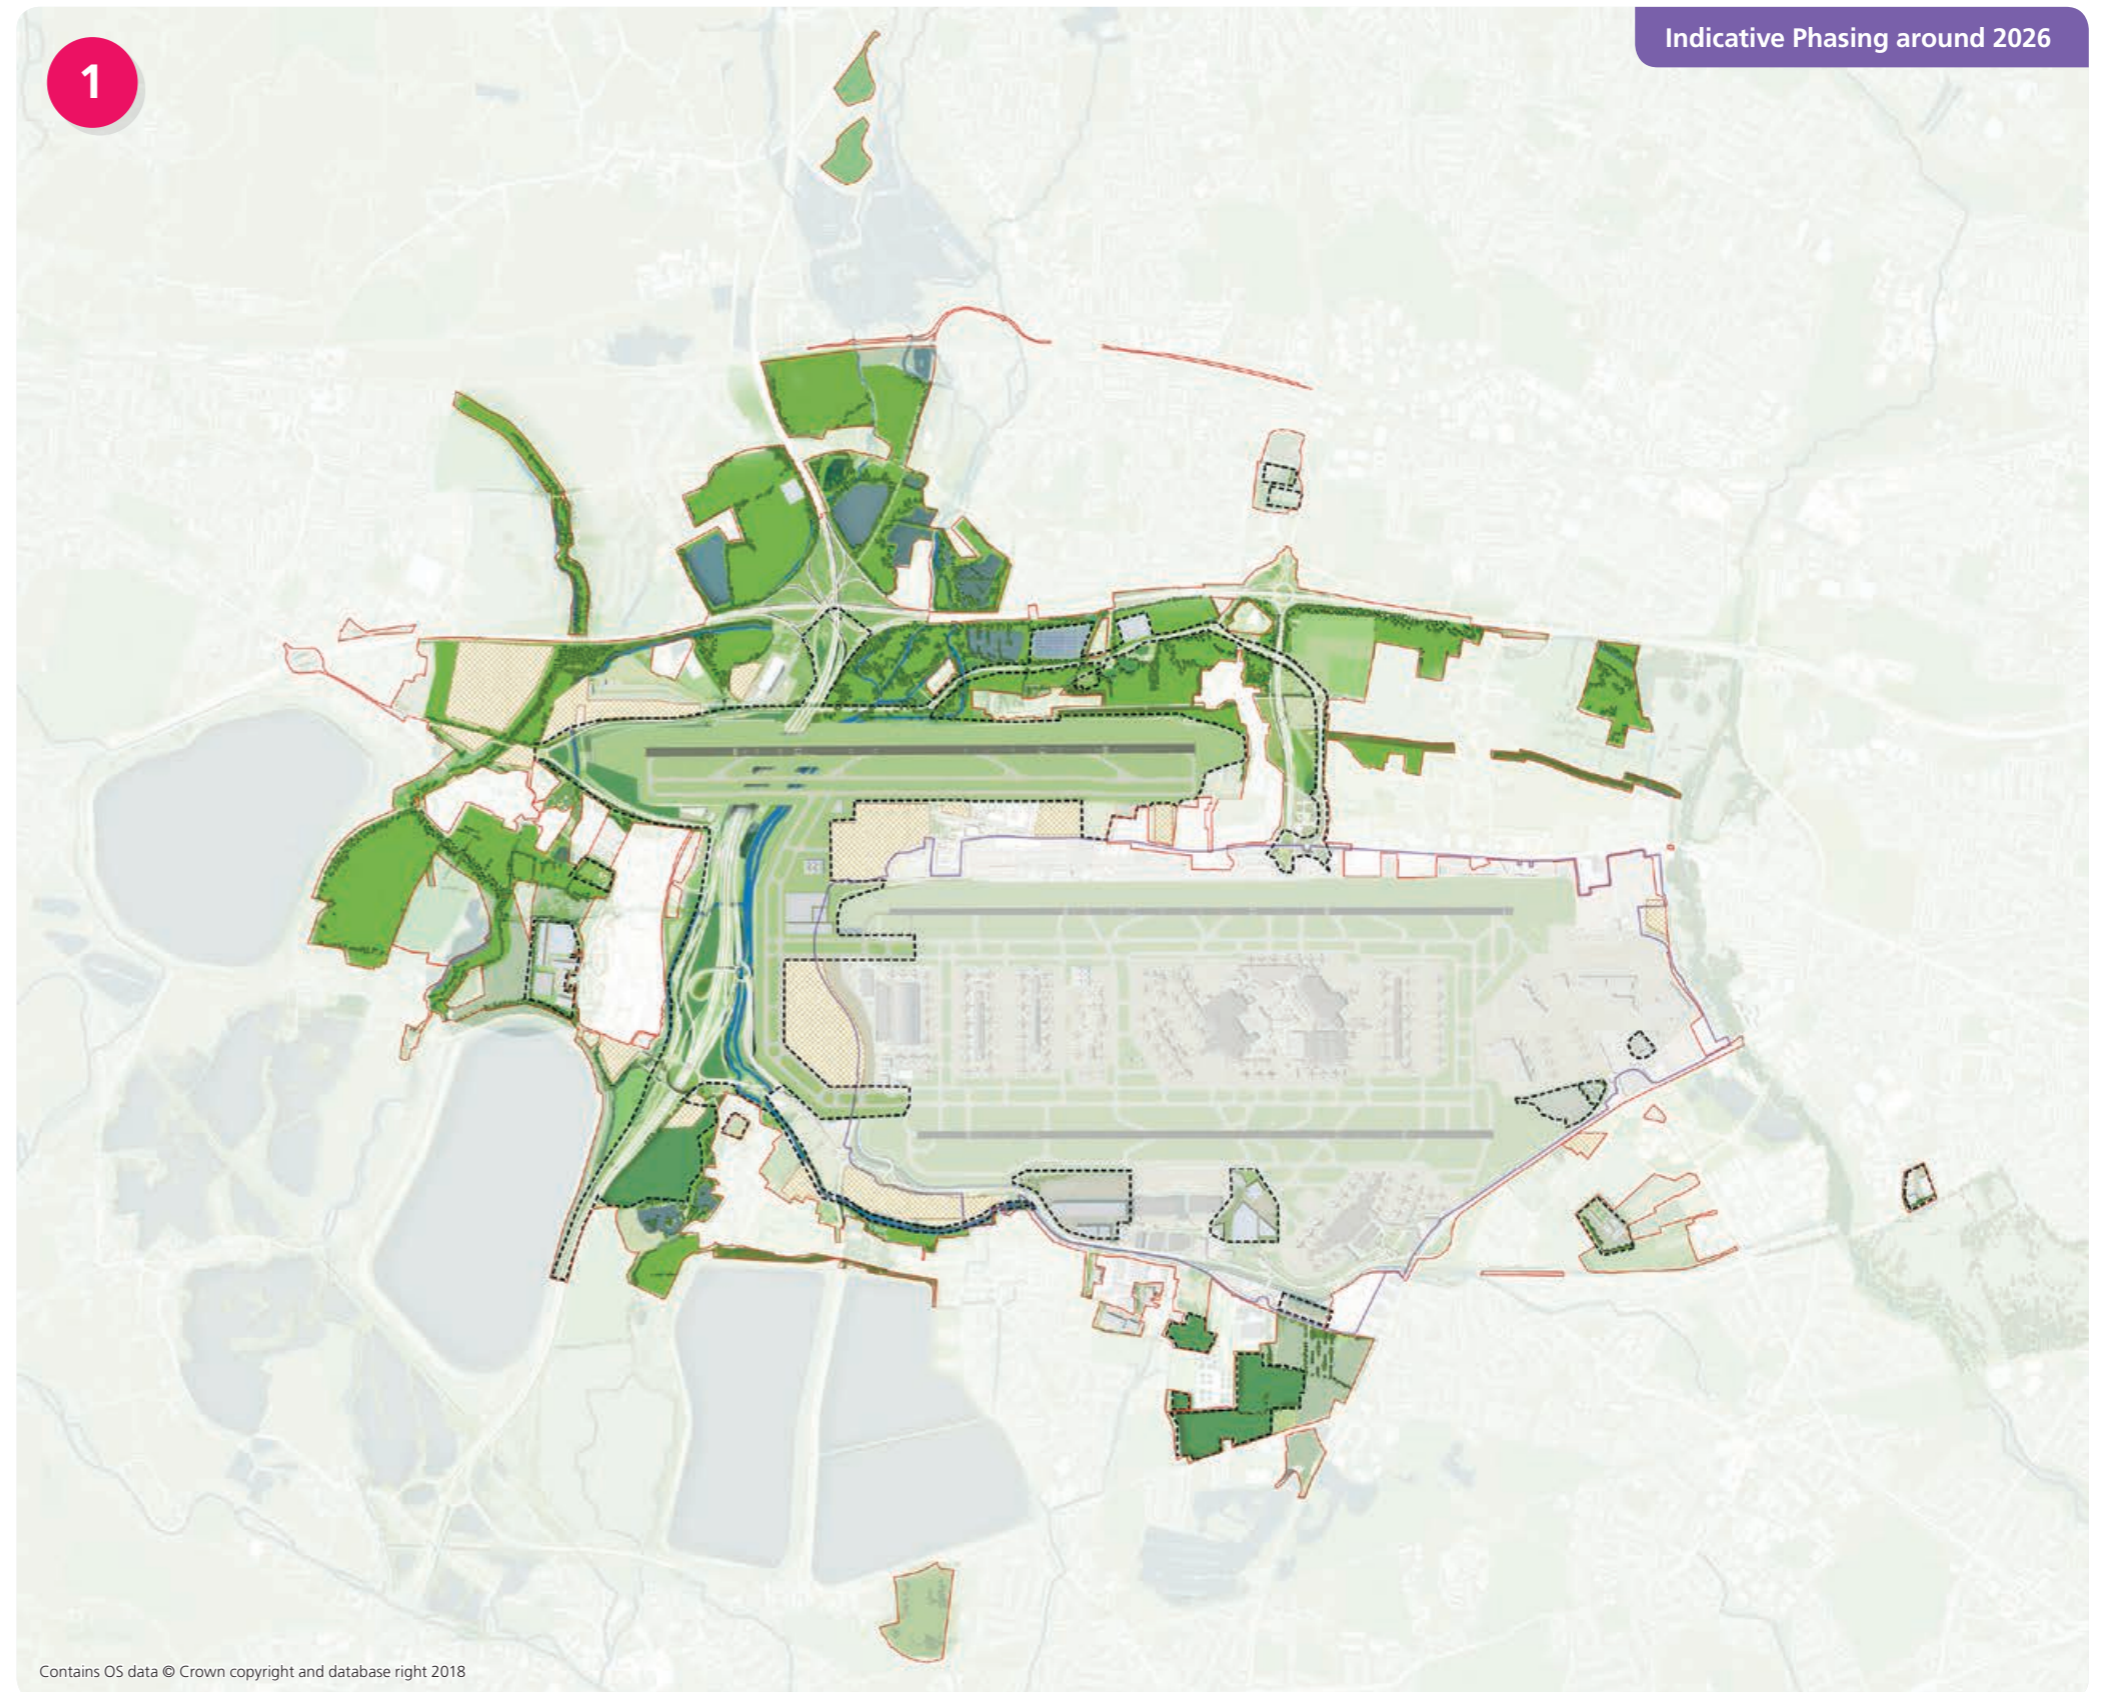 1
Indicative Phasing around 2026
Contains OS data © Crown copyright and database right 2018